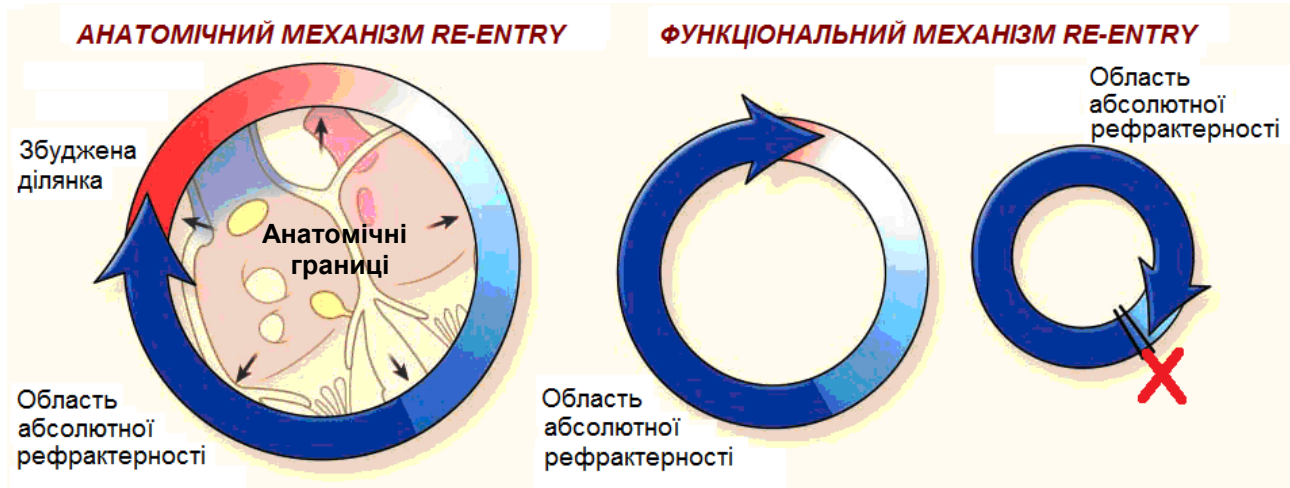 АНАТОМІЧНИЙ МЕХАНІЗМ RE-ENTRY
ФУНКЦІОНАЛЬНИЙ МЕХАНІЗМ RE-ENTRY
Збуджена
ділянка
Анатомічні
границі
Область
абсолютної
рефрактерності
Область
абсолютної
рефрактерності
Область
абсолютної
рефрактерності